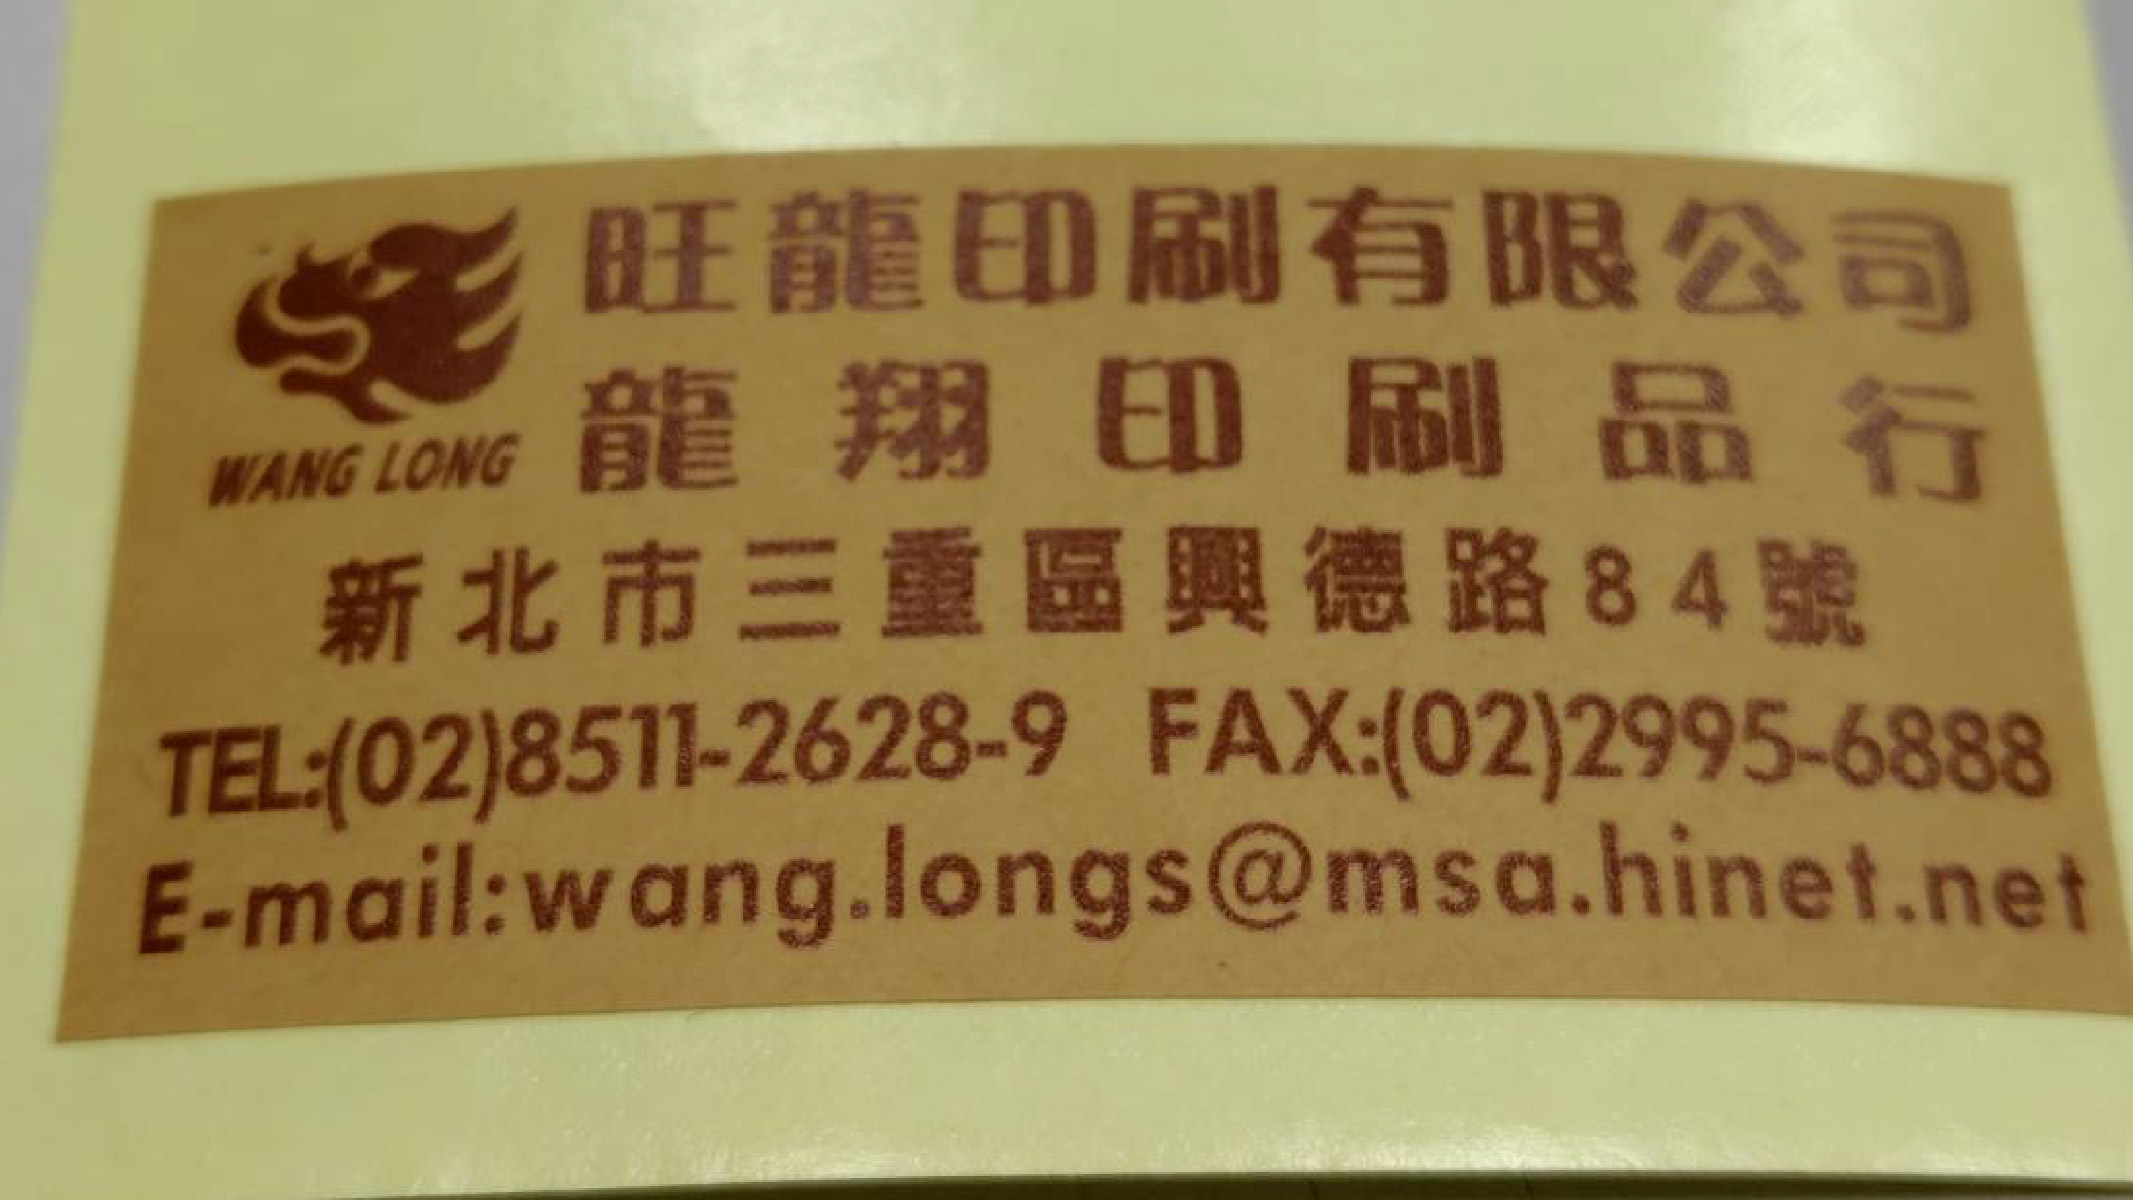 旺龍印刷有限公司
龍翔印刷品行
WANG LONG
新北市三重區興德路84號
TEL:(02)8511-2628-9 FAX:(02)2995-6888
E-mail:wang.longs@msa.hinet.net